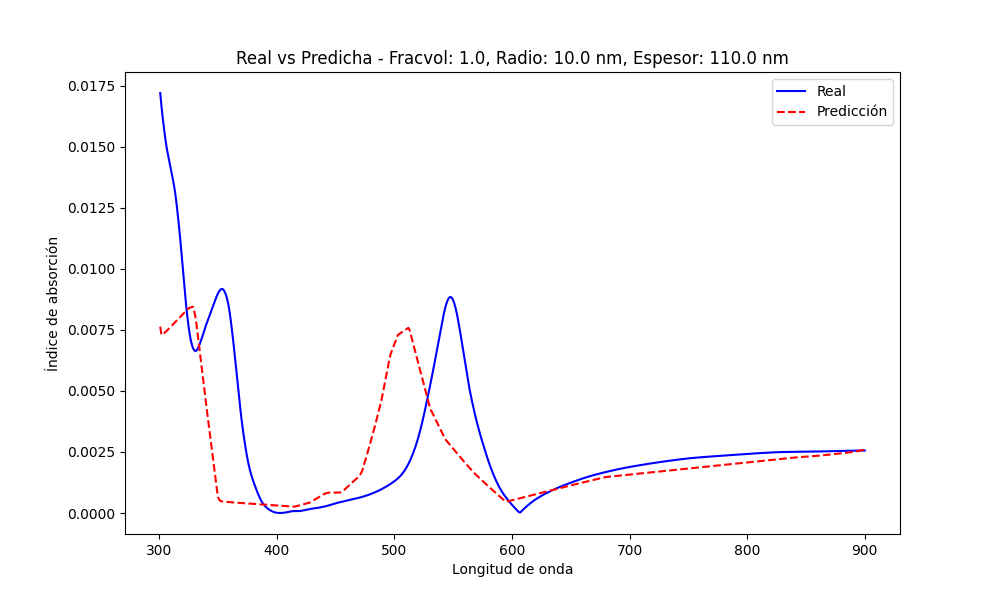 Real vs Predicha - Fracvol: 1.0, Radio: 10.0 nm, Espesor: 110.0 nm
Real
Predicción
Índice de absorción
0.0175
0.0150
0.0125
0.0100
0.0075
0.0050
0.0025
0.0000
300 400 500 600 700 800 900
Longitud de onda